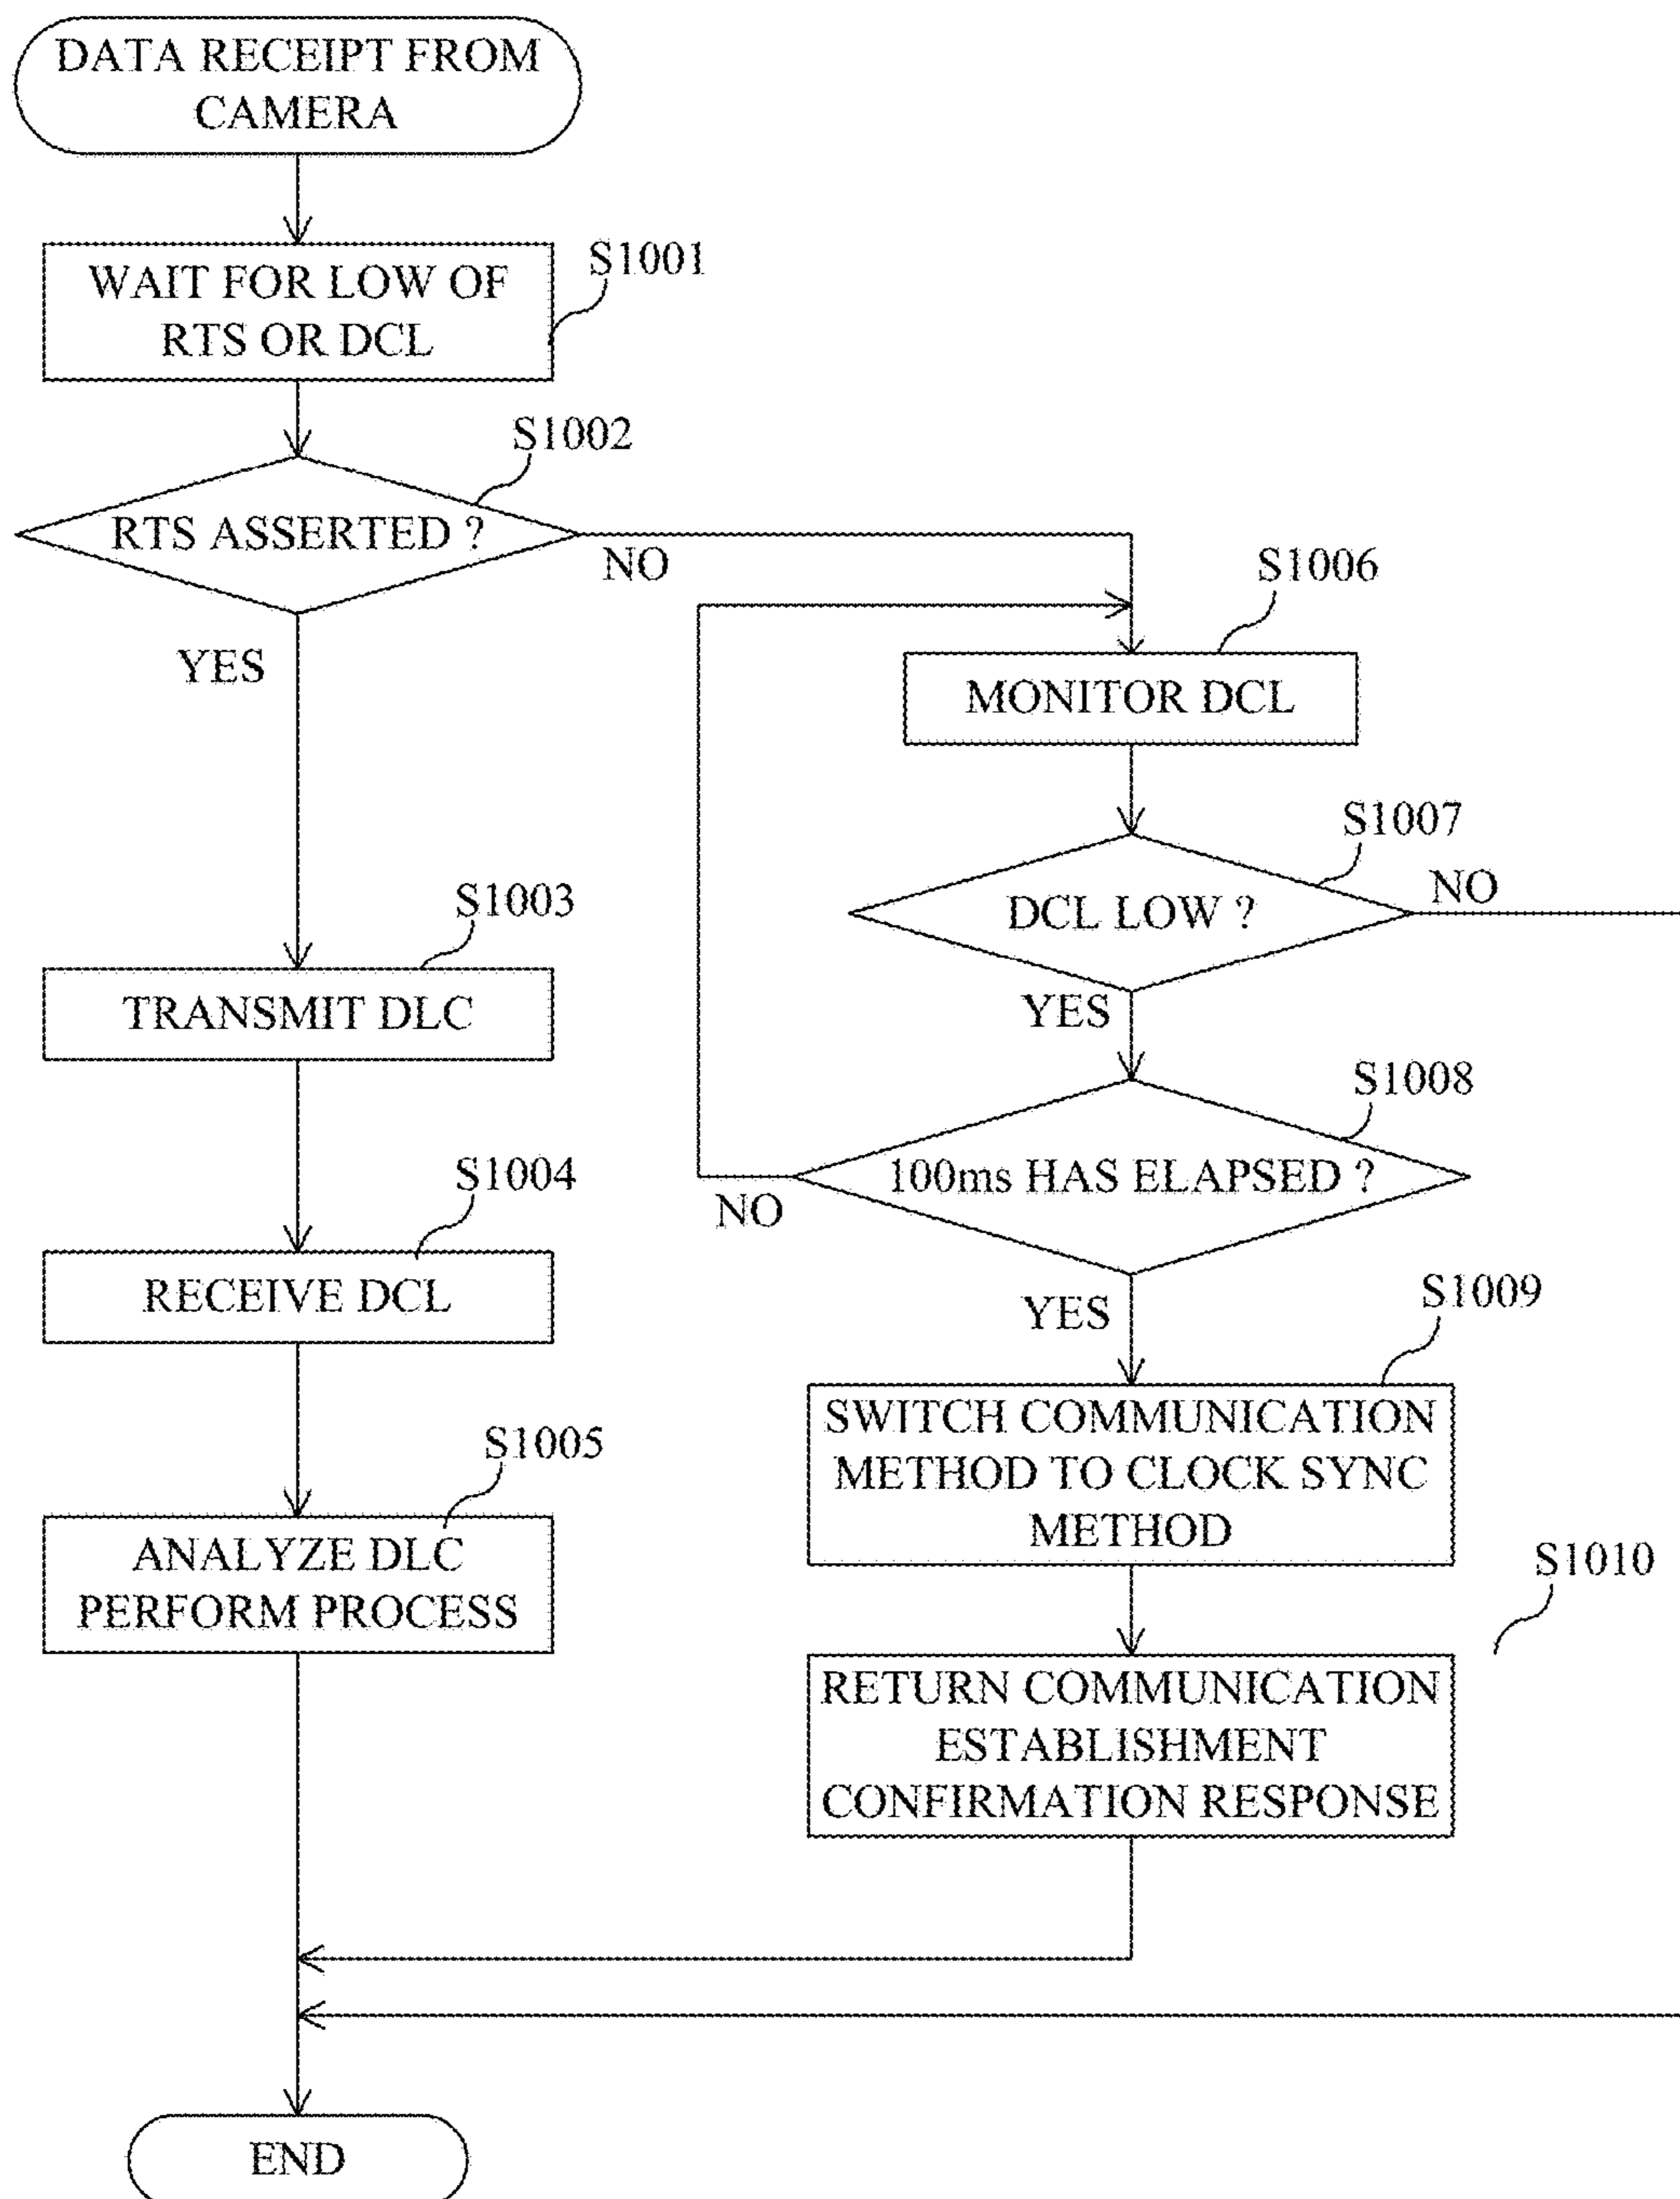 DATA RECEIPT FROM
CAMERA
S1001
WAIT FOR LOW OF
RTS OR DCL
S1002
RTS ASSERTED ?
NO
YES
S1003
TRANSMIT DLC
S1004
RECEIVE DCL
S1005
ANALYZE DLC
PERFORM PROCESS
S1006
MONITOR DCL
S1007
DCL LOW ?
NO
YES
S1008
100ms HAS ELAPSED ?
NO
YES
S1009
SWITCH COMMUNICATION
METHOD TO CLOCK SYNC
METHOD
S1010
RETURN COMMUNICATION
ESTABLISHMENT
CONFIRMATION RESPONSE
END